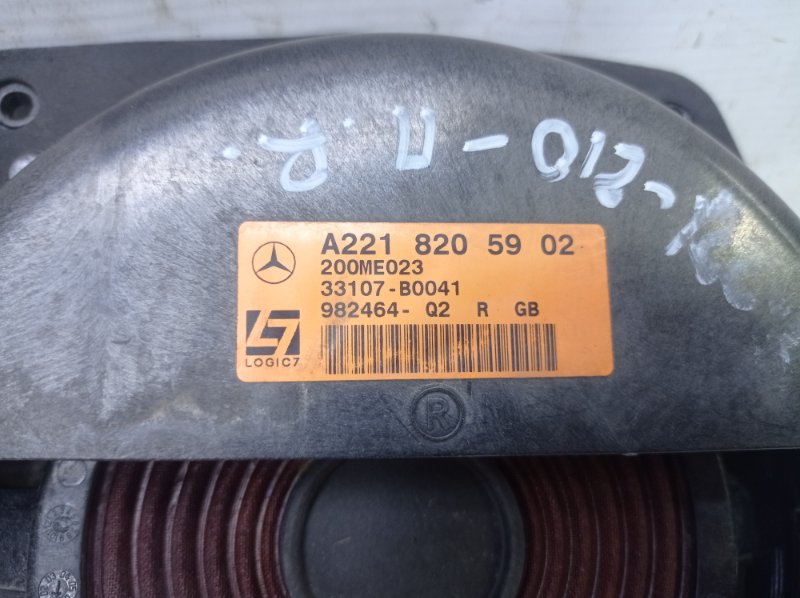 A221 820 59 02
200ME023
33107-B0041
982464- Q2 R GB
LOGIC7
R